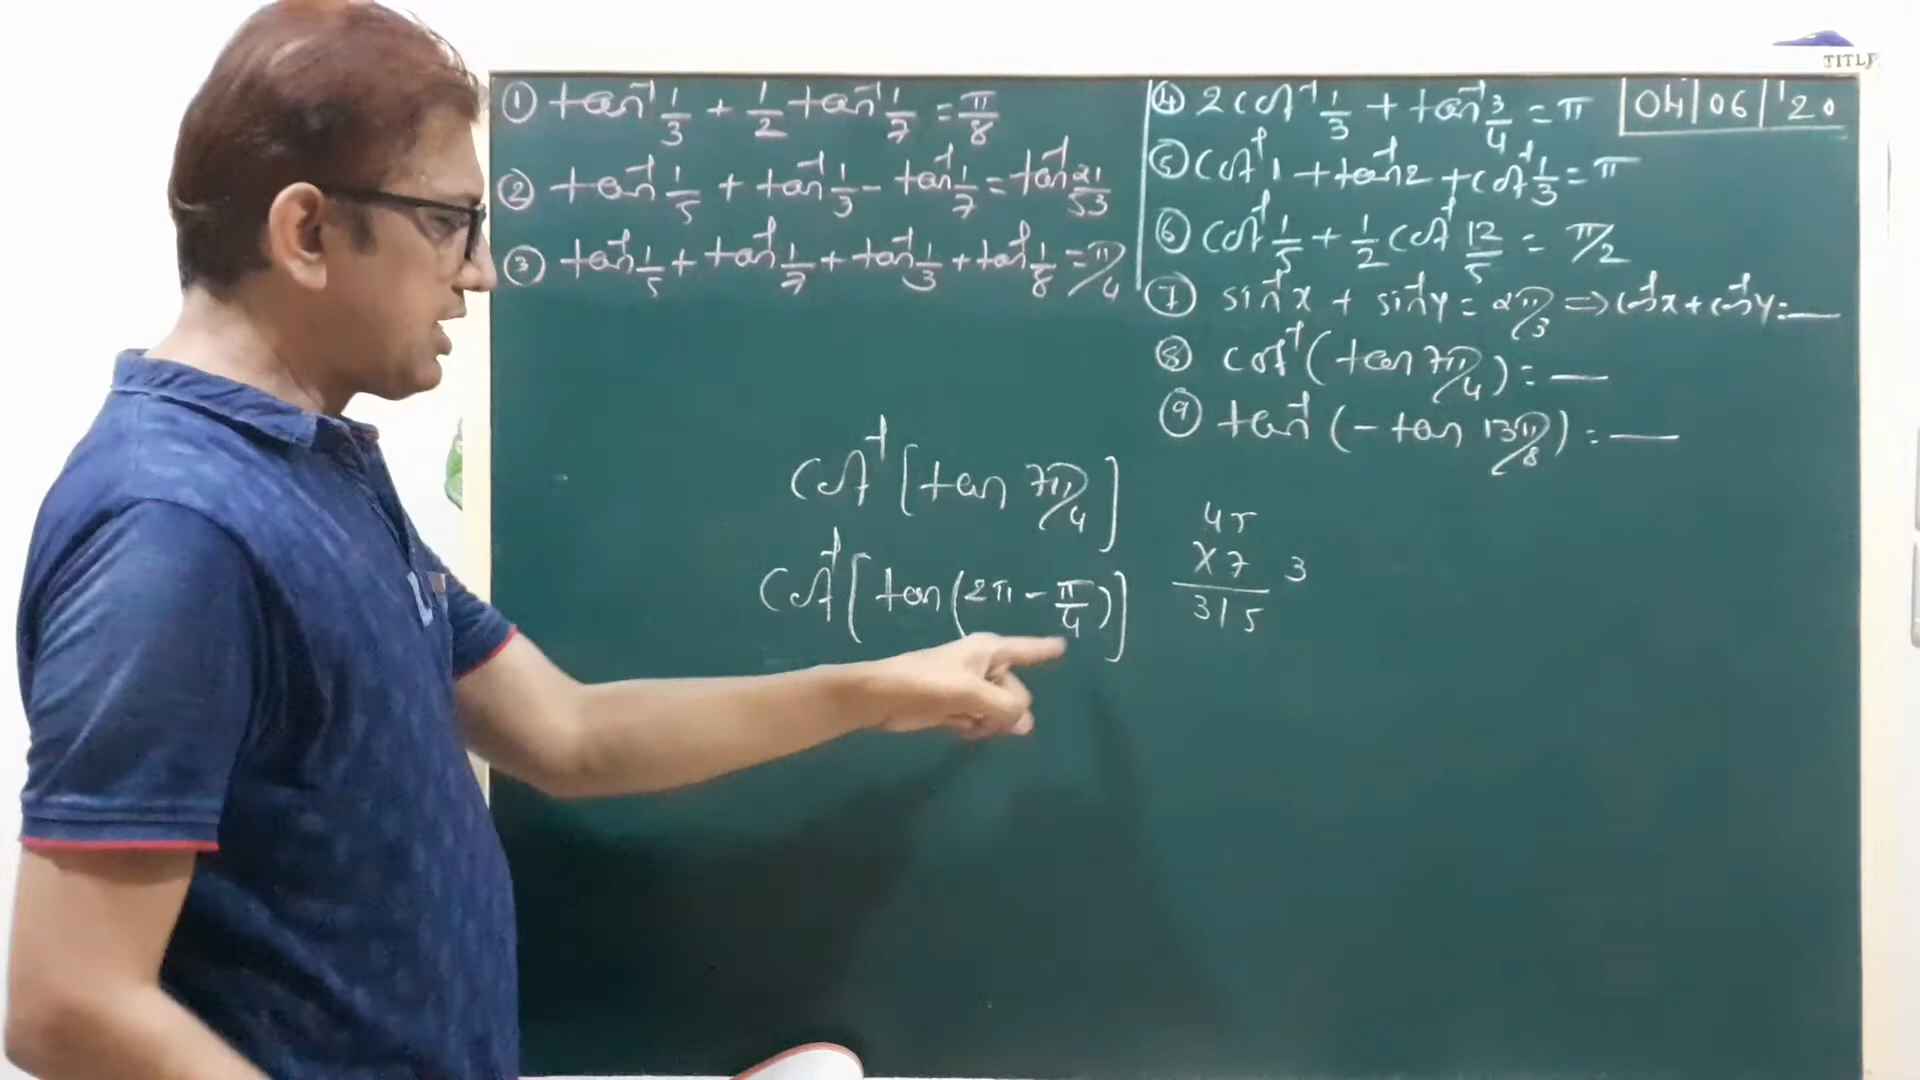 ① tan⁻¹ 1/3 + 1/2 tan⁻¹ 1/7 = π/8
② tan⁻¹ 1/5 + tan⁻¹ 1/3 - tan⁻¹ 1/7 = tan⁻¹ 21/53
③ tan⁻¹ 1/5 + tan⁻¹ 1/7 + tan⁻¹ 1/3 + tan⁻¹ 1/8 = π/4
TITLE
04/06/'20
④ 2cot⁻¹ 1/3 + tan⁻¹ 3/4 = π
⑤ cot⁻¹ 1 + tan⁻¹ 2 + cot⁻¹ 1/3 = π
⑥ cot⁻¹ 1/5 + 1/2 cot⁻¹ 12/5 = π/2
⑦ sin⁻¹ x + sin⁻¹ y = 2π/3 ⇒ cos⁻¹ x + cos⁻¹ y = —
⑧ cot⁻¹ (tan 7π/4) = —
⑨ tan⁻¹ (- tan 13π/8) = —
cot⁻¹ [tan 7π/4]
cot⁻¹ [tan (2π - π/4)]
45
X7 3
315